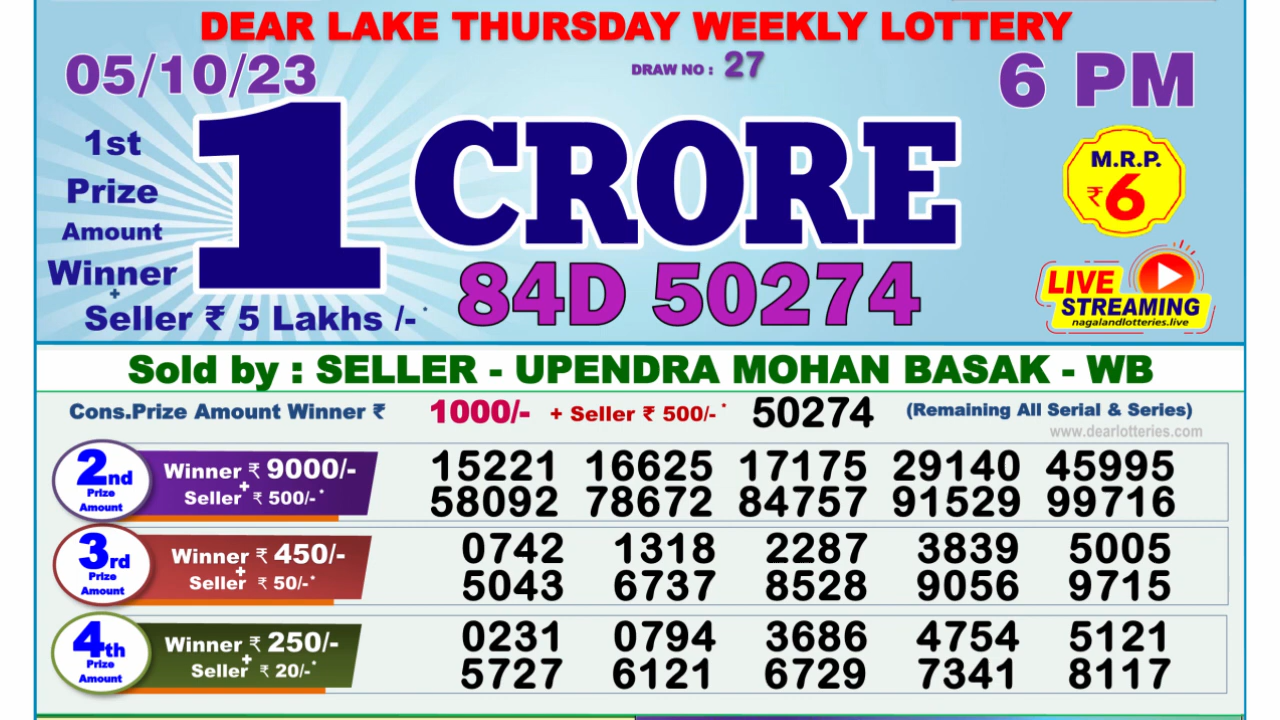 DEAR LAKE THURSDAY WEEKLY LOTTERY
05/10/23
DRAW NO : 27
6 PM
1st
Prize
Amount
Winner
+
Seller ₹ 5 Lakhs /-*
1 CRORE
84D 50274
M.R.P.
₹6
LIVE
STREAMING
nagalandlotteries.live
Sold by : SELLER - UPENDRA MOHAN BASAK - WB
Cons.Prize Amount Winner ₹ 1000/- + Seller ₹ 500/-* 50274 (Remaining All Serial & Series)
www.dearlotteries.com
2nd
Prize
Amount
Winner ₹ 9000/-
+
Seller ₹ 500/-*
15221 16625 17175 29140 45995
58092 78672 84757 91529 99716
3rd
Prize
Amount
Winner ₹ 450/-
+
Seller ₹ 50/-*
0742 1318 2287 3839 5005
5043 6737 8528 9056 9715
4th
Prize
Amount
Winner ₹ 250/-
+
Seller ₹ 20/-*
0231 0794 3686 4754 5121
5727 6121 6729 7341 8117